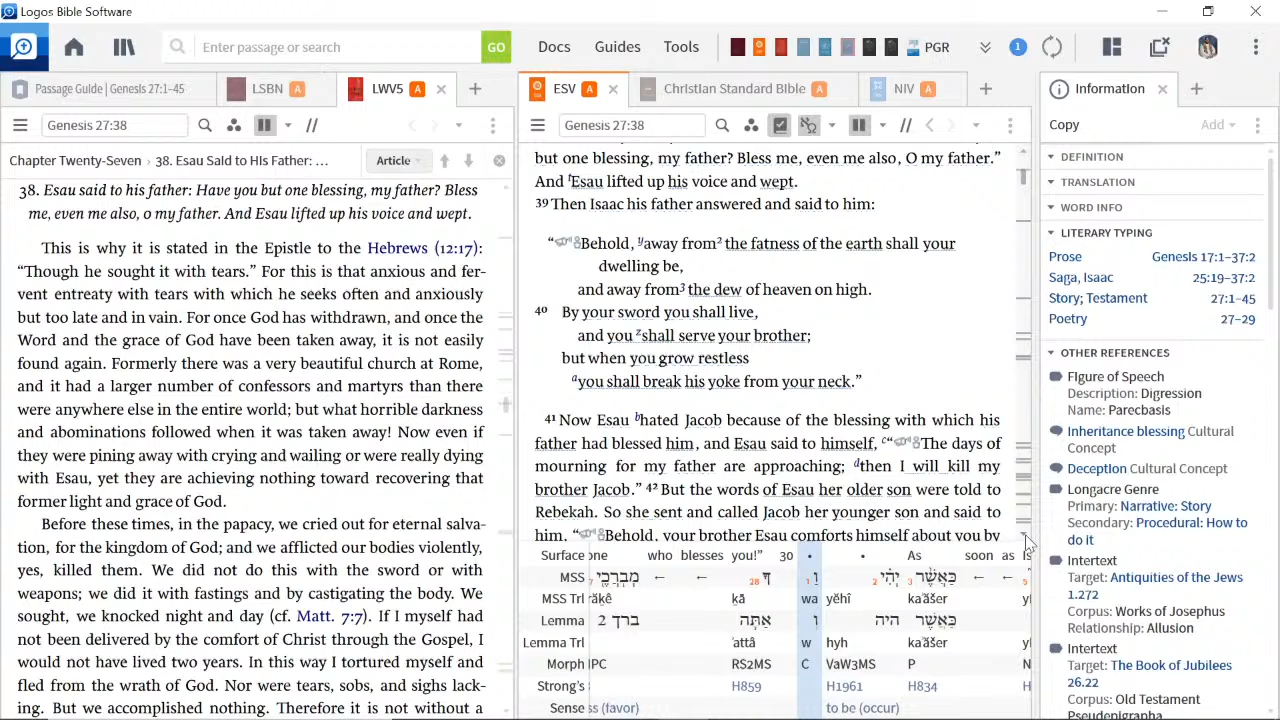 Logos Bible Software
Enter passage or search
GO
Docs
Guides
Tools
PGR
1
Passage Guide | Genesis 27:1-45
LSBN A
LWV5 A
ESV A
Christian Standard Bible A
NIV A
Information
Genesis 27:38
Genesis 27:38
Copy
Add
Chapter Twenty-Seven › 38. Esau Said to His Father: ...
Article
38. Esau said to his father: Have you but one blessing, my father? Bless
me, even me also, o my father. And Esau lifted up his voice and wept.
This is why it is stated in the Epistle to the Hebrews (12:17):
“Though he sought it with tears.” For this is that anxious and fer-
vent entreaty with tears with which he seeks often and anxiously
but too late and in vain. For once God has withdrawn, and once the
Word and the grace of God have been taken away, it is not easily
found again. Formerly there was a very beautiful church at Rome,
and it had a larger number of confessors and martyrs than there
were anywhere else in the entire world; but what horrible darkness
and abominations followed when it was taken away! Now even if
they were pining away with crying and waiting or were really dying
with Esau, yet they are achieving nothing toward recovering that
former light and grace of God.
Before these times, in the papacy, we cried out for eternal salva-
tion, for the kingdom of God; and we afflicted our bodies violently,
yes, killed them. We did not do this with the sword or with
weapons; we did it with fastings and by castigating the body. We
sought, we knocked night and day (cf. Matt. 7:7). If I myself had
not been delivered by the comfort of Christ through the Gospel, I
would not have lived two years. In this way I tortured myself and
fled from the wrath of God. Nor were tears, sobs, and sighs lack-
ing. But we accomplished nothing. Therefore it is not without a
but one blessing, my father? Bless me, even me also, O my father.”
And tEsau lifted up his voice and wept.
39 Then Isaac his father answered and said to him:
“Behold, yaway from2 the fatness of the earth shall your
dwelling be,
and away from3 the dew of heaven on high.
40 By your sword you shall live,
and you zshall serve your brother;
but when you grow restless
ayou shall break his yoke from your neck.”
41 Now Esau bhated Jacob because of the blessing with which his
father had blessed him, and Esau said to himself, c“The days of
mourning for my father are approaching; dthen I will kill my
brother Jacob.” 42 But the words of Esau her older son were told to
Rebekah. So she sent and called Jacob her younger son and said to
him, “Behold, your brother Esau comforts himself about you by
Surface one who blesses you!” 30 • • As soon as Is
MSS 7 מְבָרְכֶי ← ← 28 ךָ 1 וַ 2 יְהִי 3 כַּאֲשֶׁר ← ← 5
MSS Trl răkê kā wa yĕhî kaʾăšer yi
Lemma ברך 2 אַתָּה ו היה כַּאֲשֶׁר
Lemma Trl ʾattâ w hyh kaʾăšer yi
Morph IPC RS2MS C VaW3MS P N
Strong's H859 H1961 H834 H
Sense s (favor) to be (occur)
DEFINITION
TRANSLATION
WORD INFO
LITERARY TYPING
Prose Genesis 17:1-37:2
Saga, Isaac 25:19-37:2
Story; Testament 27:1-45
Poetry 27-29
OTHER REFERENCES
Figure of Speech
Description: Digression
Name: Parecbasis
Inheritance blessing Cultural
Concept
Deception Cultural Concept
Longacre Genre
Primary: Narrative: Story
Secondary: Procedural: How to
do it
Intertext
Target: Antiquities of the Jews
1.272
Corpus: Works of Josephus
Relationship: Allusion
Intertext
Target: The Book of Jubilees
26.22
Corpus: Old Testament
Pseudepigrapha